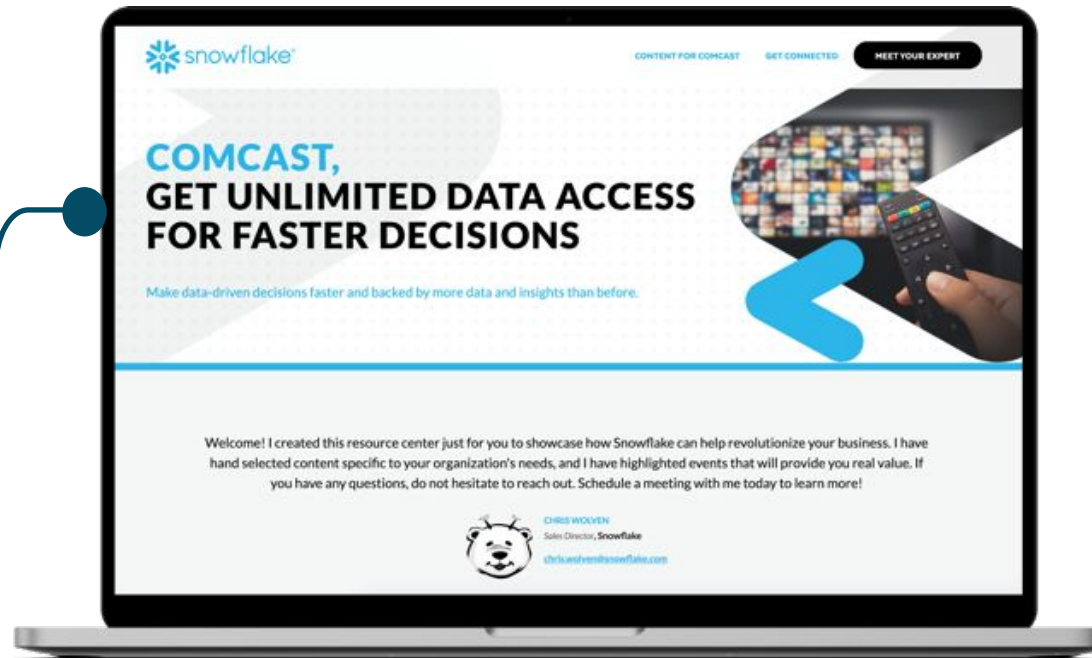 snowflake®
CONTENT FOR COMCAST
GET CONNECTED
MEET YOUR EXPERT
COMCAST,
GET UNLIMITED DATA ACCESS
FOR FASTER DECISIONS
Make data-driven decisions faster and backed by more data and insights than before.
Welcome! I created this resource center just for you to showcase how Snowflake can help revolutionize your business. I have
hand selected content specific to your organization's needs, and I have highlighted events that will provide you real value. If
you have any questions, do not hesitate to reach out. Schedule a meeting with me today to learn more!
CHRIS WOLVEN
Sales Director, Snowflake
chris.wolven@snowflake.com